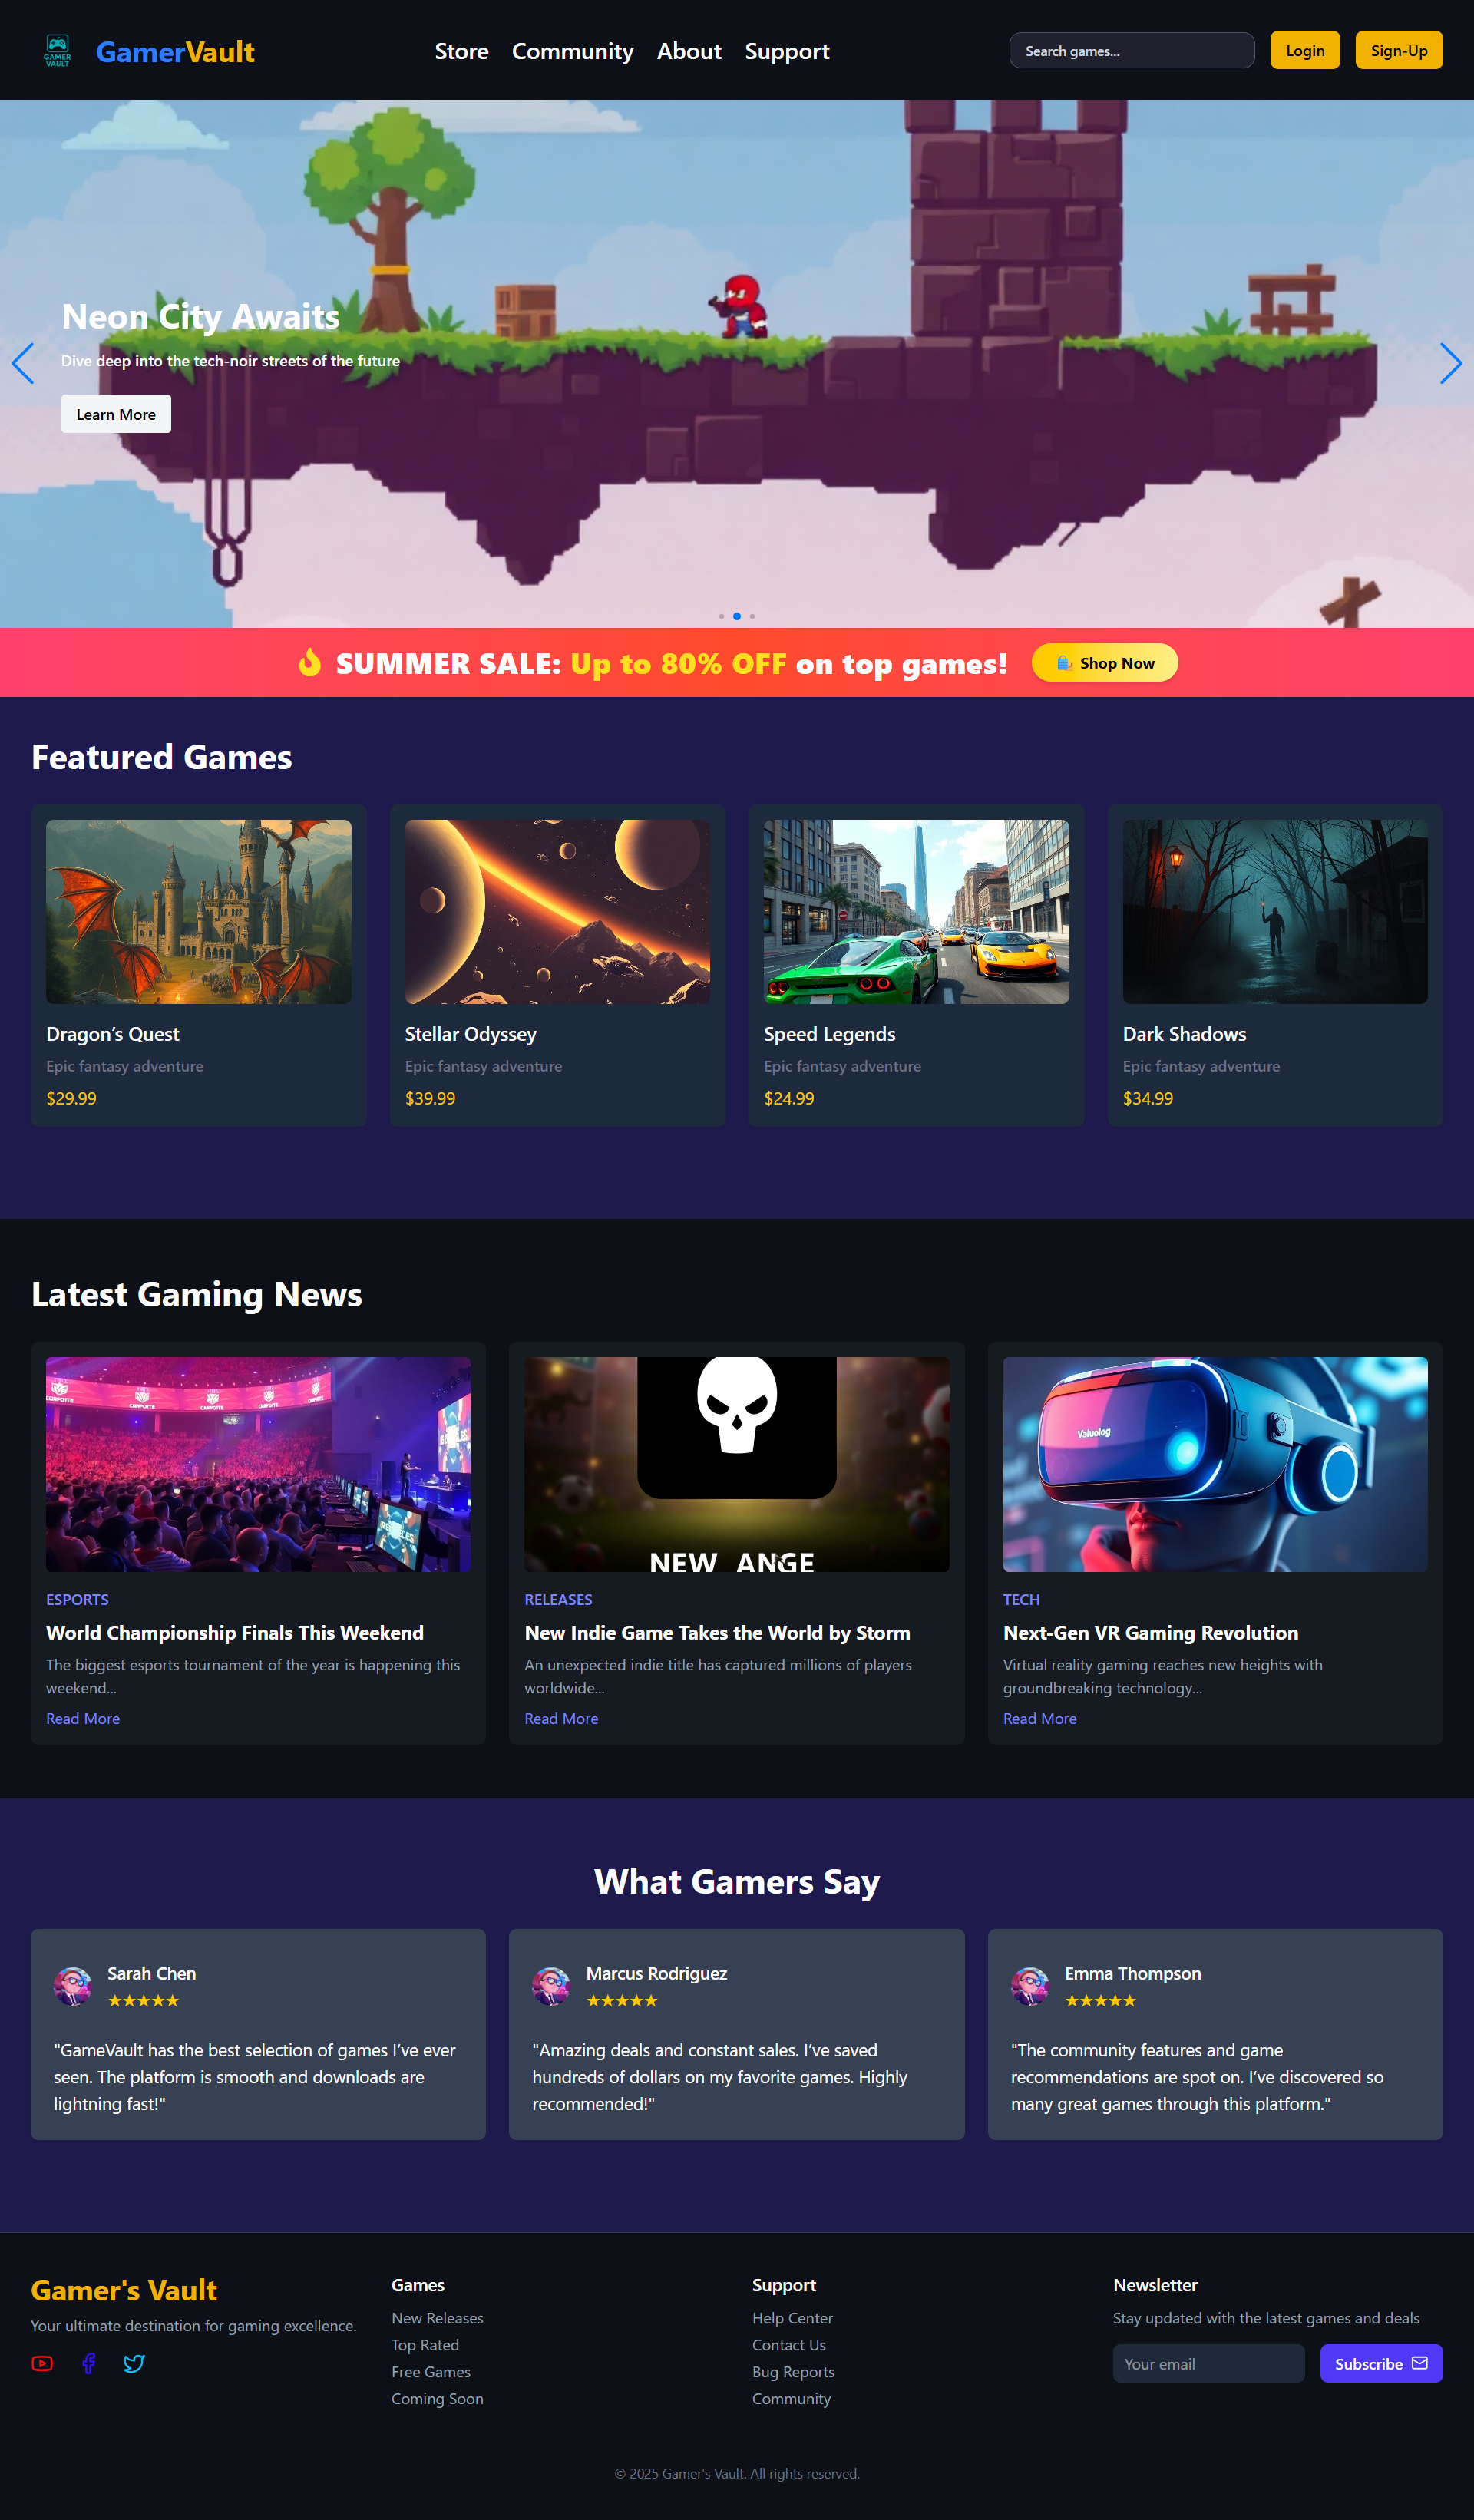 GAMER
VAULT
GamerVault
Store Community About Support
Search games...
Login
Sign-Up
Neon City Awaits
Dive deep into the tech-noir streets of the future
Learn More
SUMMER SALE: Up to 80% OFF on top games!
Shop Now
Featured Games
Dragon's Quest
Epic fantasy adventure
$29.99
Stellar Odyssey
Epic fantasy adventure
$39.99
Speed Legends
Epic fantasy adventure
$24.99
Dark Shadows
Epic fantasy adventure
$34.99
Latest Gaming News
ESPORTS
World Championship Finals This Weekend
The biggest esports tournament of the year is happening this
weekend...
Read More
NEW ANGE
RELEASES
New Indie Game Takes the World by Storm
An unexpected indie title has captured millions of players
worldwide...
Read More
Valuolog
TECH
Next-Gen VR Gaming Revolution
Virtual reality gaming reaches new heights with
groundbreaking technology...
Read More
What Gamers Say
Sarah Chen
★★★★★
"GameVault has the best selection of games I've ever
seen. The platform is smooth and downloads are
lightning fast!"
Marcus Rodriguez
★★★★★
"Amazing deals and constant sales. I've saved
hundreds of dollars on my favorite games. Highly
recommended!"
Emma Thompson
★★★★★
"The community features and game
recommendations are spot on. I've discovered so
many great games through this platform."
Gamer's Vault
Your ultimate destination for gaming excellence.
Games
New Releases
Top Rated
Free Games
Coming Soon
Support
Help Center
Contact Us
Bug Reports
Community
Newsletter
Stay updated with the latest games and deals
Your email
Subscribe
© 2025 Gamer's Vault. All rights reserved.